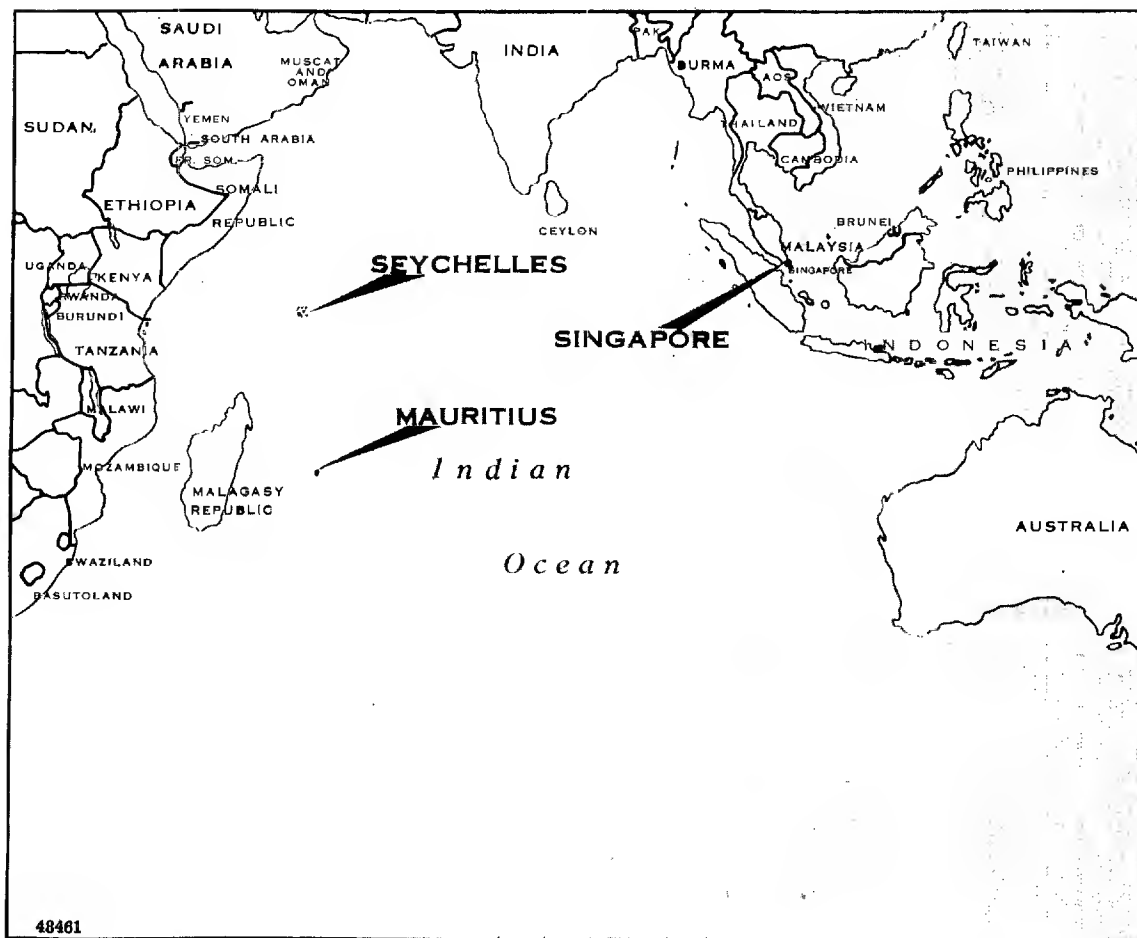 SAUDI
ARABIA
MUSCAT
AND
OMAN
INDIA
PAK
BURMA
TAIWAN
LAOS
VIETNAM
SUDAN
YEMEN
SOUTH ARABIA
FR. SOM.
THAILAND
CAMBODIA
PHILIPPINES
ETHIOPIA
SOMALI
REPUBLIC
CEYLON
BRUNEI
MALAYSIA
SINGAPORE
UGANDA
KENYA
SEYCHELLES
RWANDA
BURUNDI
TANZANIA
SINGAPORE
INDONESIA
MALAWI
MAURITIUS
MOZAMBIQUE
Indian
MALAGASY
REPUBLIC
AUSTRALIA
Ocean
SWAZILAND
BASUTOLAND
48461